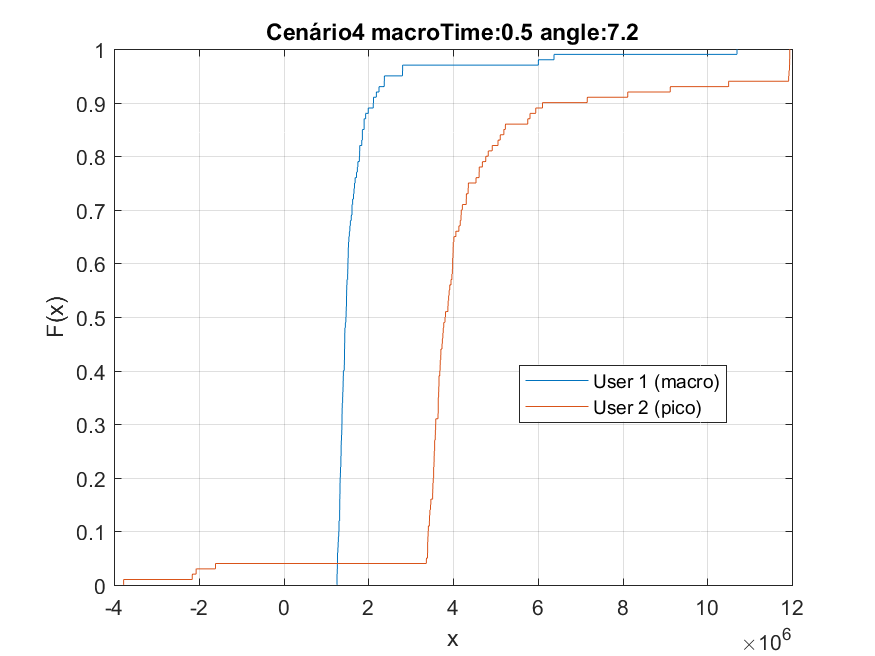 Cenário4 macroTime:0.5 angle:7.2
1
0.9
0.8
0.7
0.6
0.5
0.4
0.3
0.2
0.1
0
F(x)
User 1 (macro)
User 2 (pico)
-4 -2 0 2 4 6 8 10 12
x
×10^6